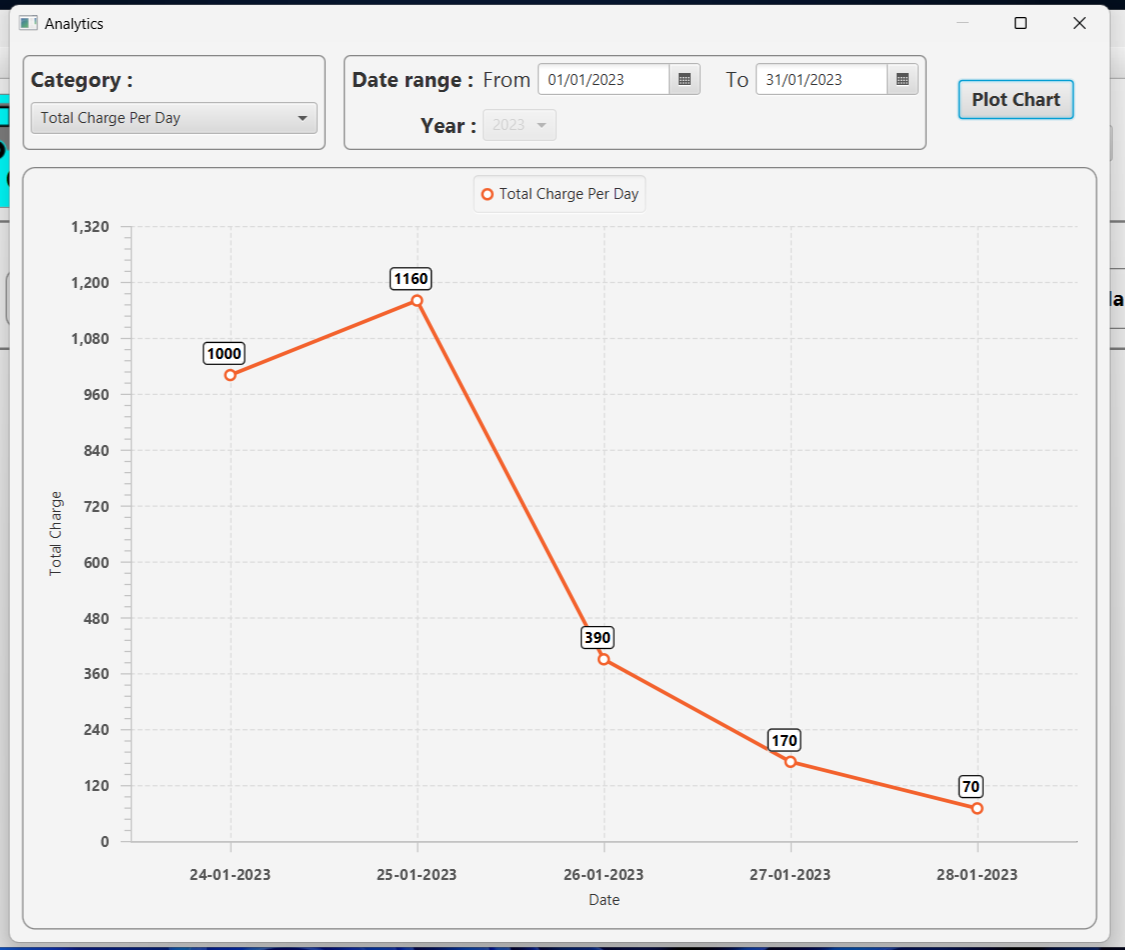 Analytics
Category :
Total Charge Per Day
Date range : From 01/01/2023 To 31/01/2023
Year : 2023
Plot Chart
Total Charge Per Day
1,320
1,200
1,080
960
840
720
600
480
360
240
120
0
Total Charge
1000
1160
390
170
70
24-01-2023 25-01-2023 26-01-2023 27-01-2023 28-01-2023
Date